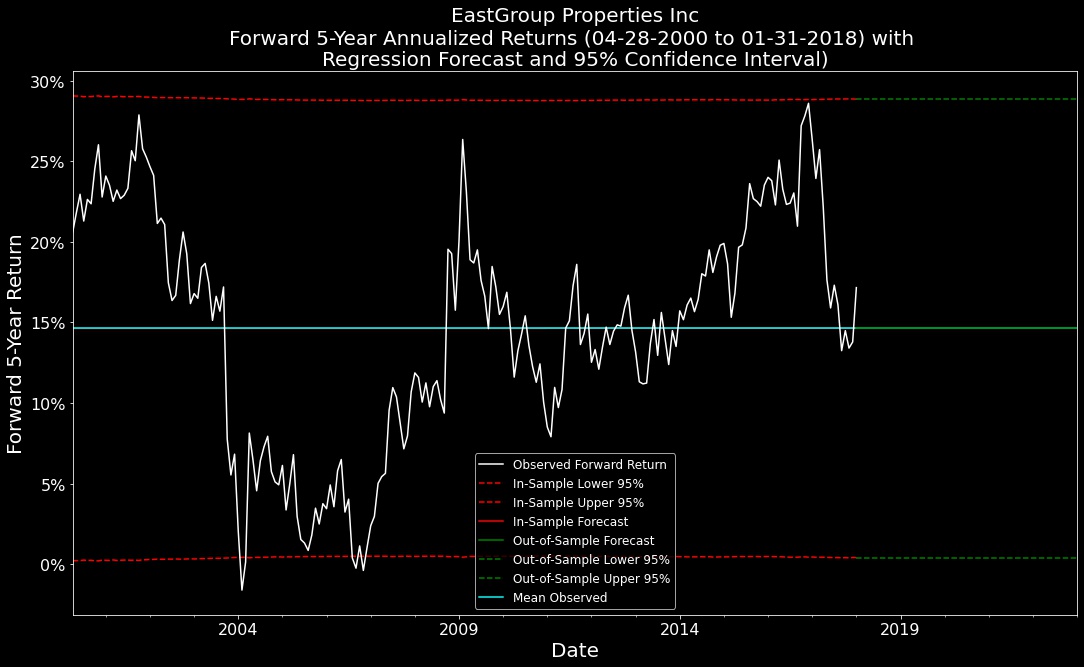 EastGroup Properties Inc
Forward 5-Year Annualized Returns (04-28-2000 to 01-31-2018) with
Regression Forecast and 95% Confidence Interval)
30%
25%
20%
15%
10%
5%
0%
Forward 5-Year Return
Observed Forward Return
In-Sample Lower 95%
In-Sample Upper 95%
In-Sample Forecast
Out-of-Sample Forecast
Out-of-Sample Lower 95%
Out-of-Sample Upper 95%
Mean Observed
2004
2009
2014
2019
Date